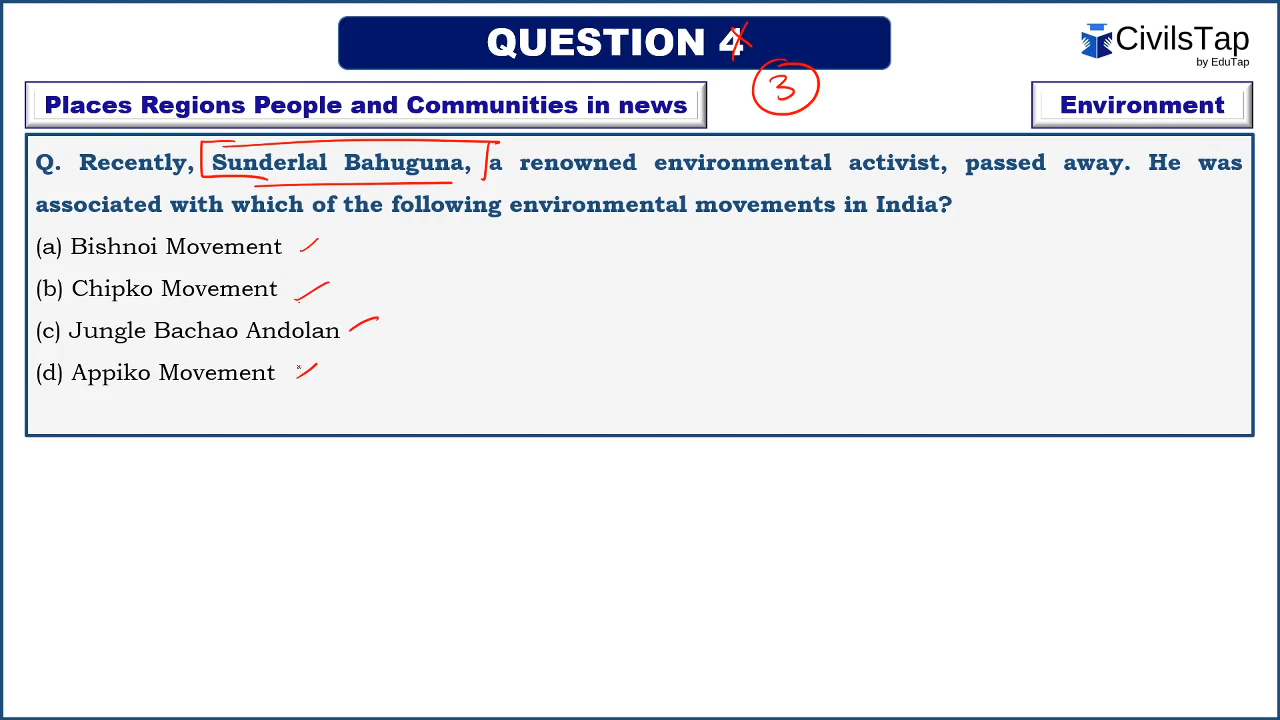 QUESTION 4
3
CivilsTap
by EduTap
Places Regions People and Communities in news
Environment
Q. Recently, Sunderlal Bahuguna, a renowned environmental activist, passed away. He was
associated with which of the following environmental movements in India?
(a) Bishnoi Movement
(b) Chipko Movement
(c) Jungle Bachao Andolan
(d) Appiko Movement